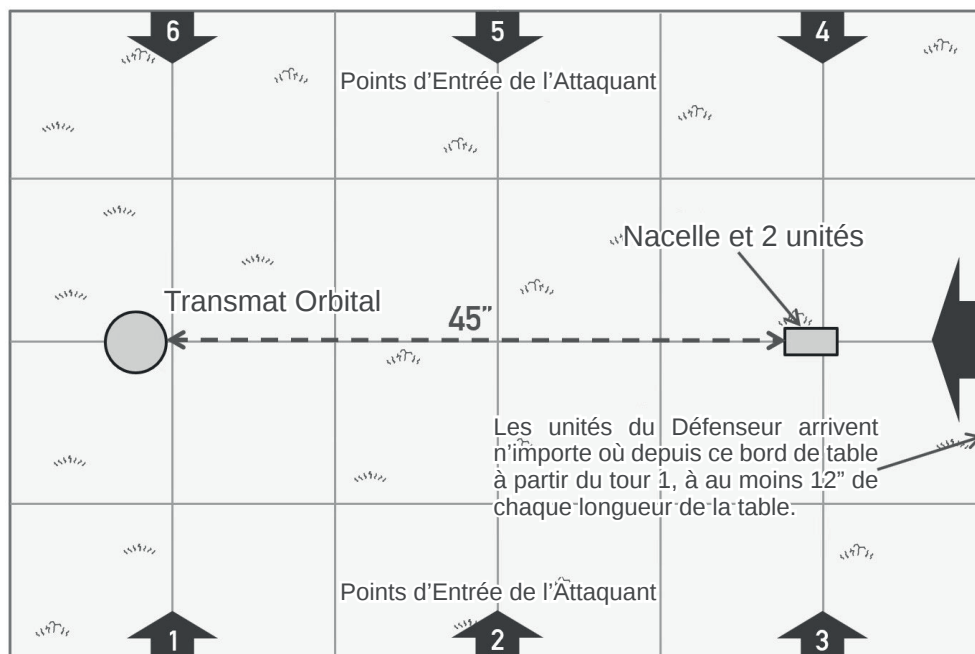 6
5
4
Points d’Entrée de l’Attaquant
Nacelle et 2 unités
Transmat Orbital
45”
Les unités du Défenseur arrivent
n’importe où depuis ce bord de table
à partir du tour 1, à au moins 12” de
chaque longueur de la table.
Points d’Entrée de l’Attaquant
1
2
3